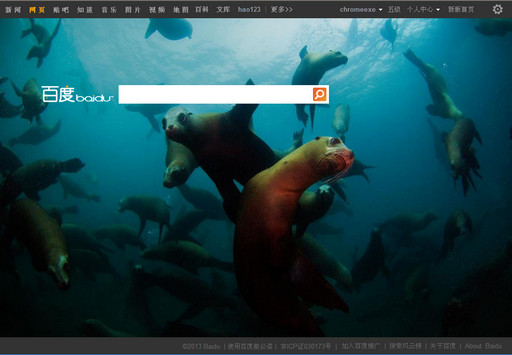 新闻 网页 贴吧 知道 音乐 图片 视频 地图 百科 文库 hao123 | 更多>> chromeexe 五说 个人中心 新首页
百度 baidu
©2013 Baidu | 使用百度前必读 | 京ICP证030173号 | 加入百度推广 | 搜索风云榜 | 关于百度 | About Baidu